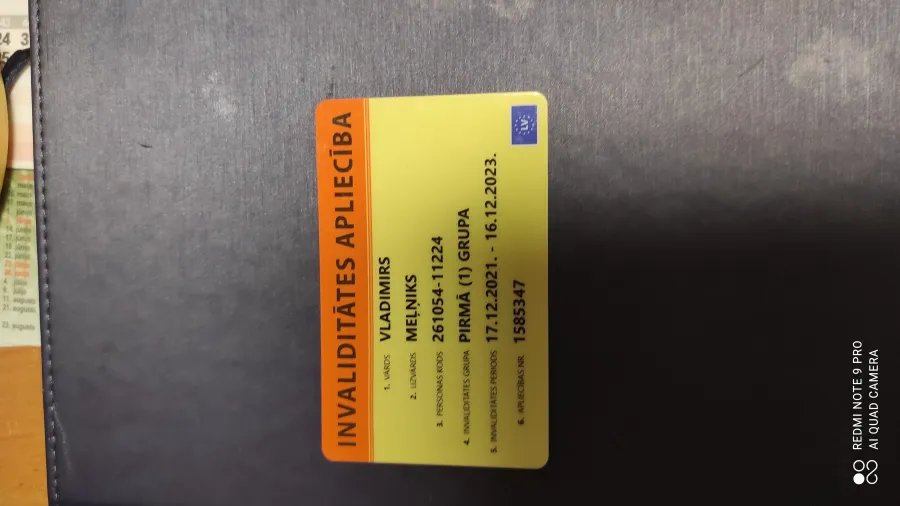 INVALIDITĀTES APLIECĪBA
LV
1. VĀRDS VLADIMIRS
2. UZVĀRDS MEĻŅIKS
3. PERSONAS KODS 261054-11224
4. INVALIDITĀTES GRUPA PIRMĀ (1) GRUPA
5. INVALIDITĀTES PERIODS 17.12.2021. - 16.12.2023.
6. APLIECĪBAS NR. 1585347
REDMI NOTE 9 PRO
AI QUAD CAMERA